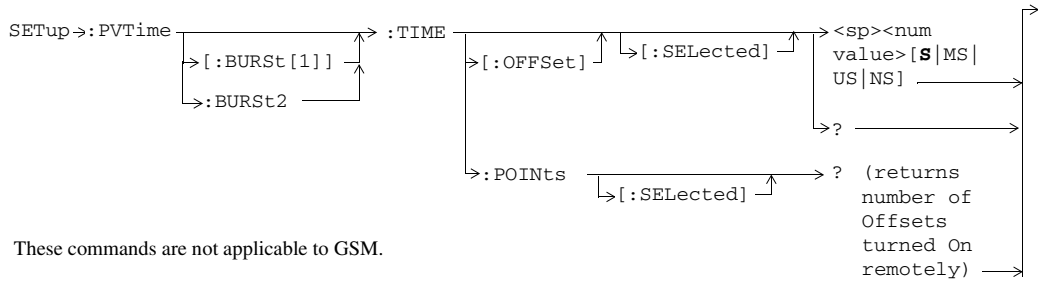 SETup :PVTime :TIME <sp><num
value>[S|MS|
US|NS]
[:BURSt[1]] [:OFFSet] [:SELected]
:BURSt2
?
:POINts ? (returns
[:SELected] number of
Offsets
turned On
remotely)
These commands are not applicable to GSM.